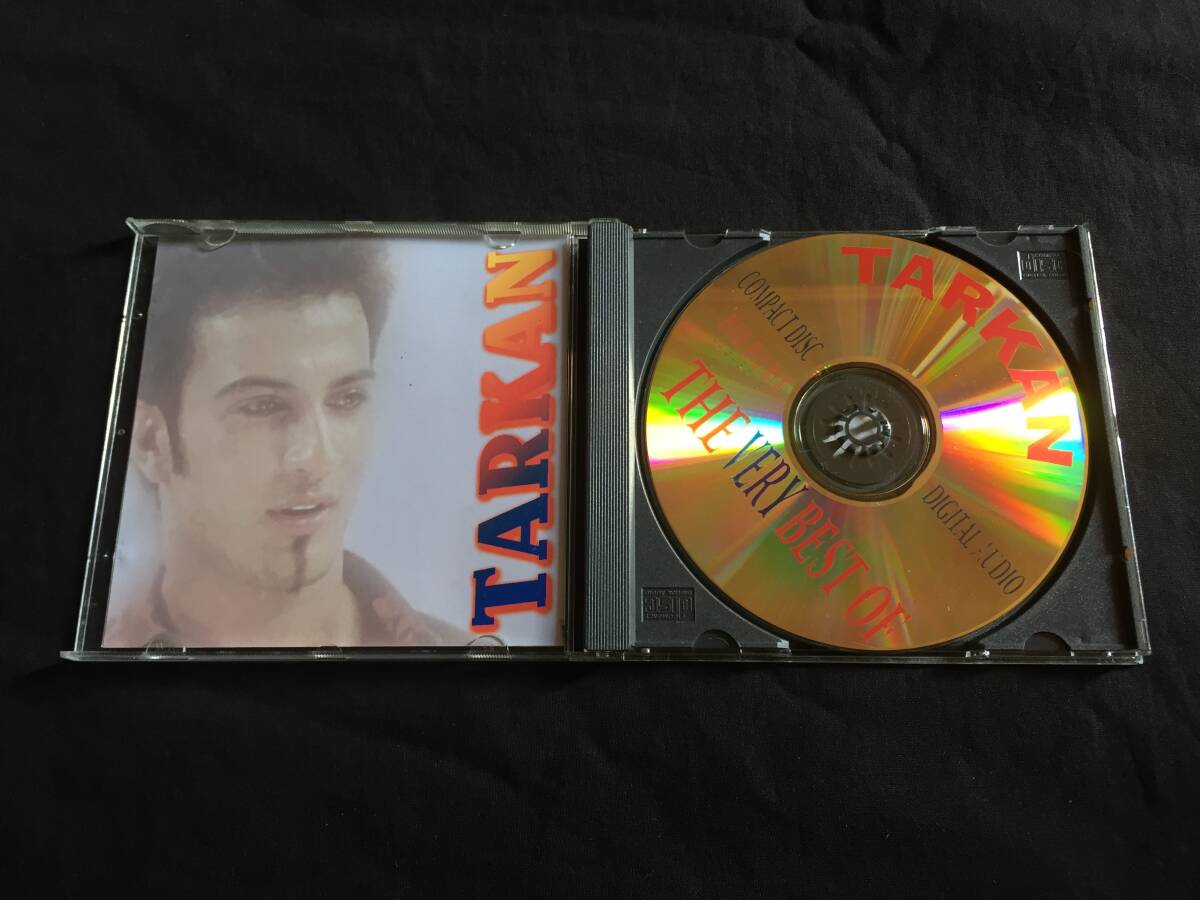 TARKAN
TARKAN
COMPACT DISC
THE VERY BEST OF
DIGITAL AUDIO